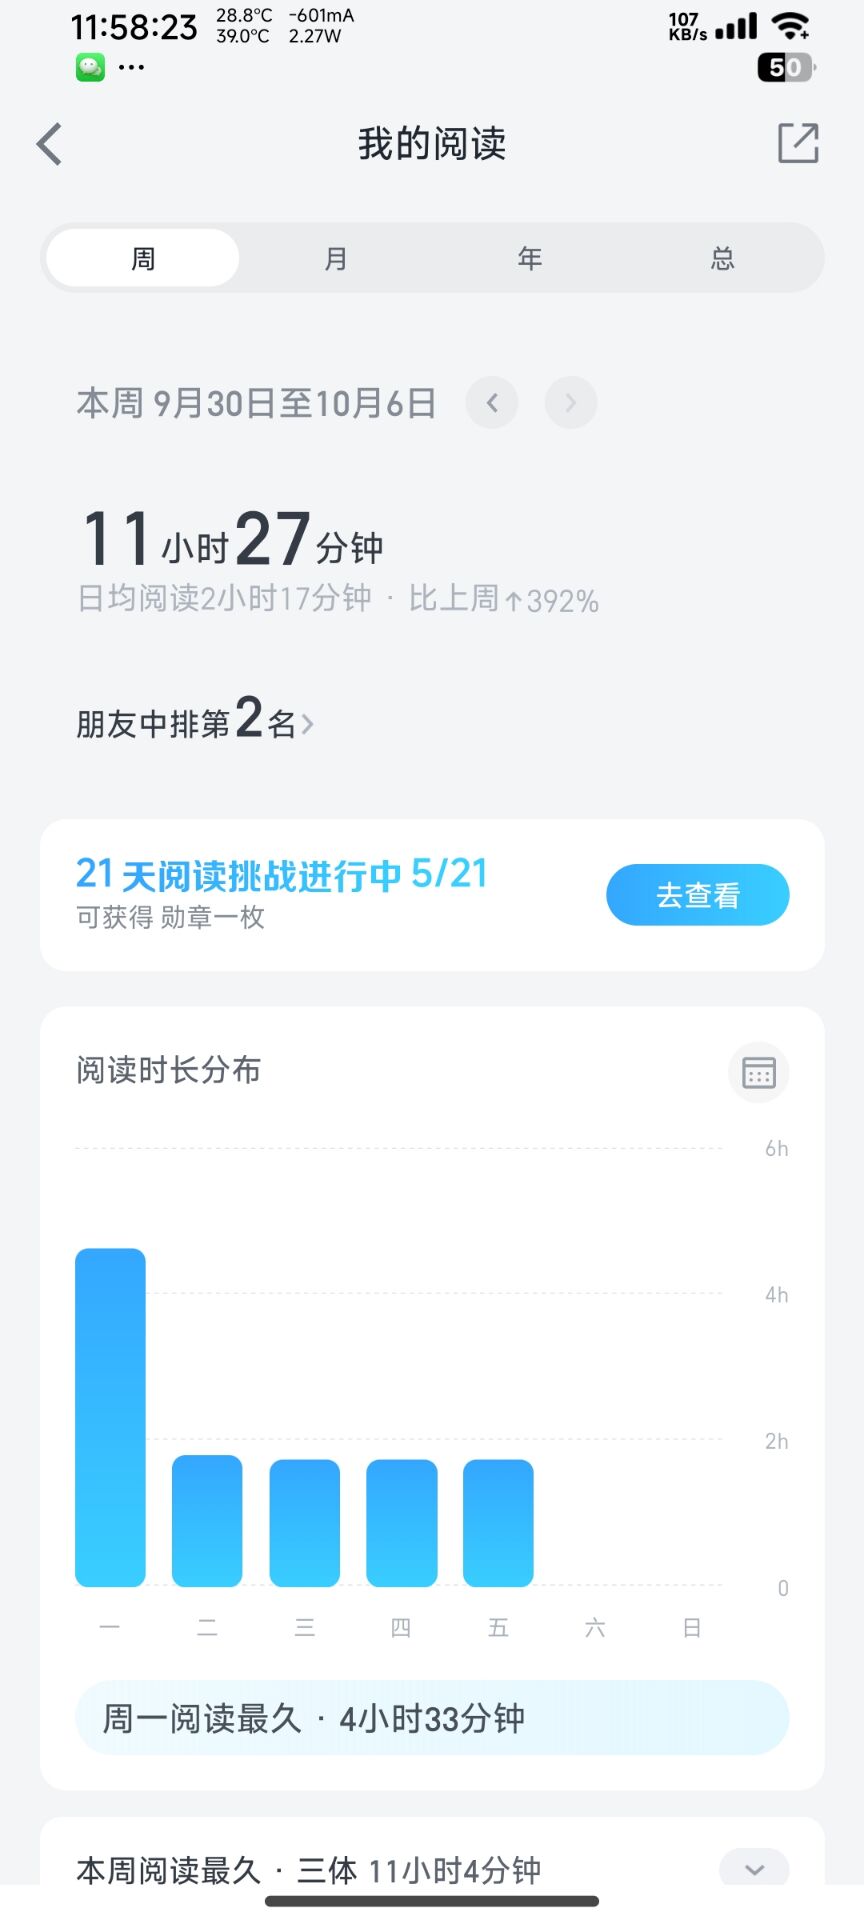 11:58:23 28.8°C -601mA 107
39.0°C 2.27W KB/s
50
我的阅读
周 月 年 总
本周 9月30日至10月6日
11小时27分钟
日均阅读2小时17分钟 · 比上周↑392%
朋友中排第2名
21天阅读挑战进行中 5/21
可获得 勋章一枚
去查看
阅读时长分布
6h
4h
2h
0
一 二 三 四 五 六 日
周一阅读最久 · 4小时33分钟
本周阅读最久 · 三体 11小时4分钟